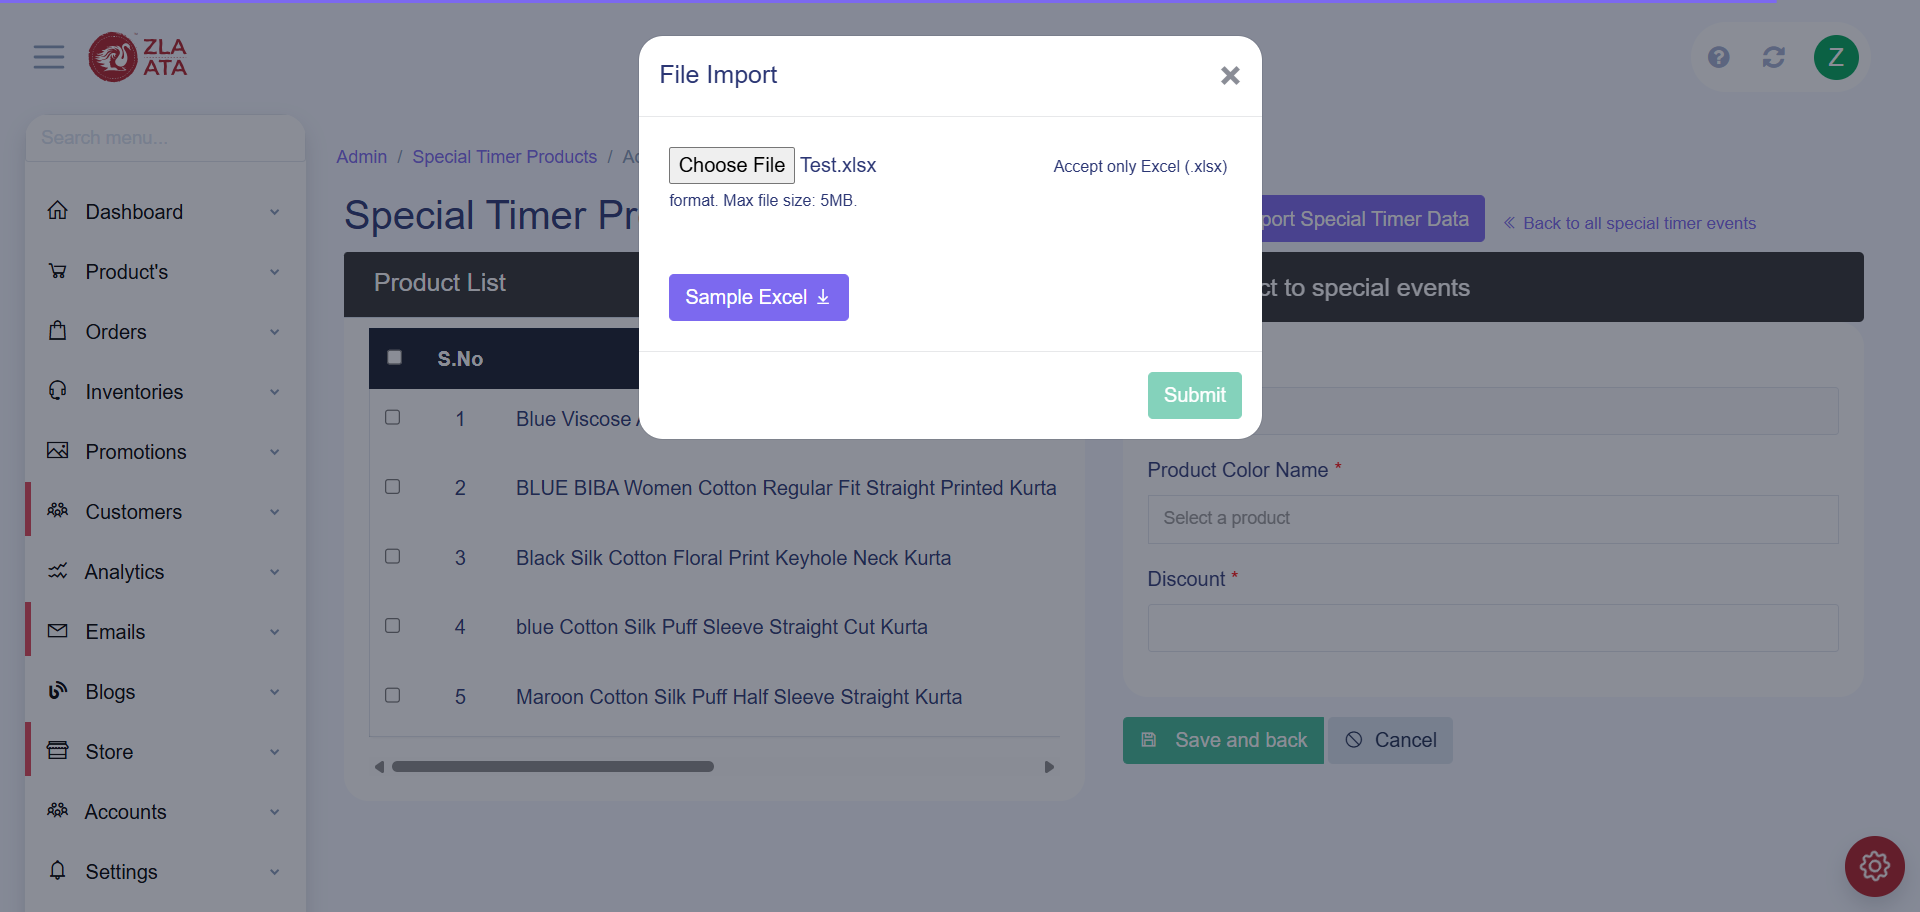 ZLA
ATA
Z
File Import
Choose File Test.xlsx
Accept only Excel (.xlsx)
format. Max file size: 5MB.
Sample Excel
Submit
Search menu...
Dashboard
Product's
Orders
Inventories
Promotions
Customers
Analytics
Emails
Blogs
Store
Accounts
Settings
Admin / Special Timer Products / Ad
Special Timer Pr
port Special Timer Data
Back to all special timer events
Product List
S.No
1 Blue Viscose
2 BLUE BIBA Women Cotton Regular Fit Straight Printed Kurta
3 Black Silk Cotton Floral Print Keyhole Neck Kurta
4 blue Cotton Silk Puff Sleeve Straight Cut Kurta
5 Maroon Cotton Silk Puff Half Sleeve Straight Kurta
ct to special events
Product Color Name *
Select a product
Discount *
Save and back
Cancel